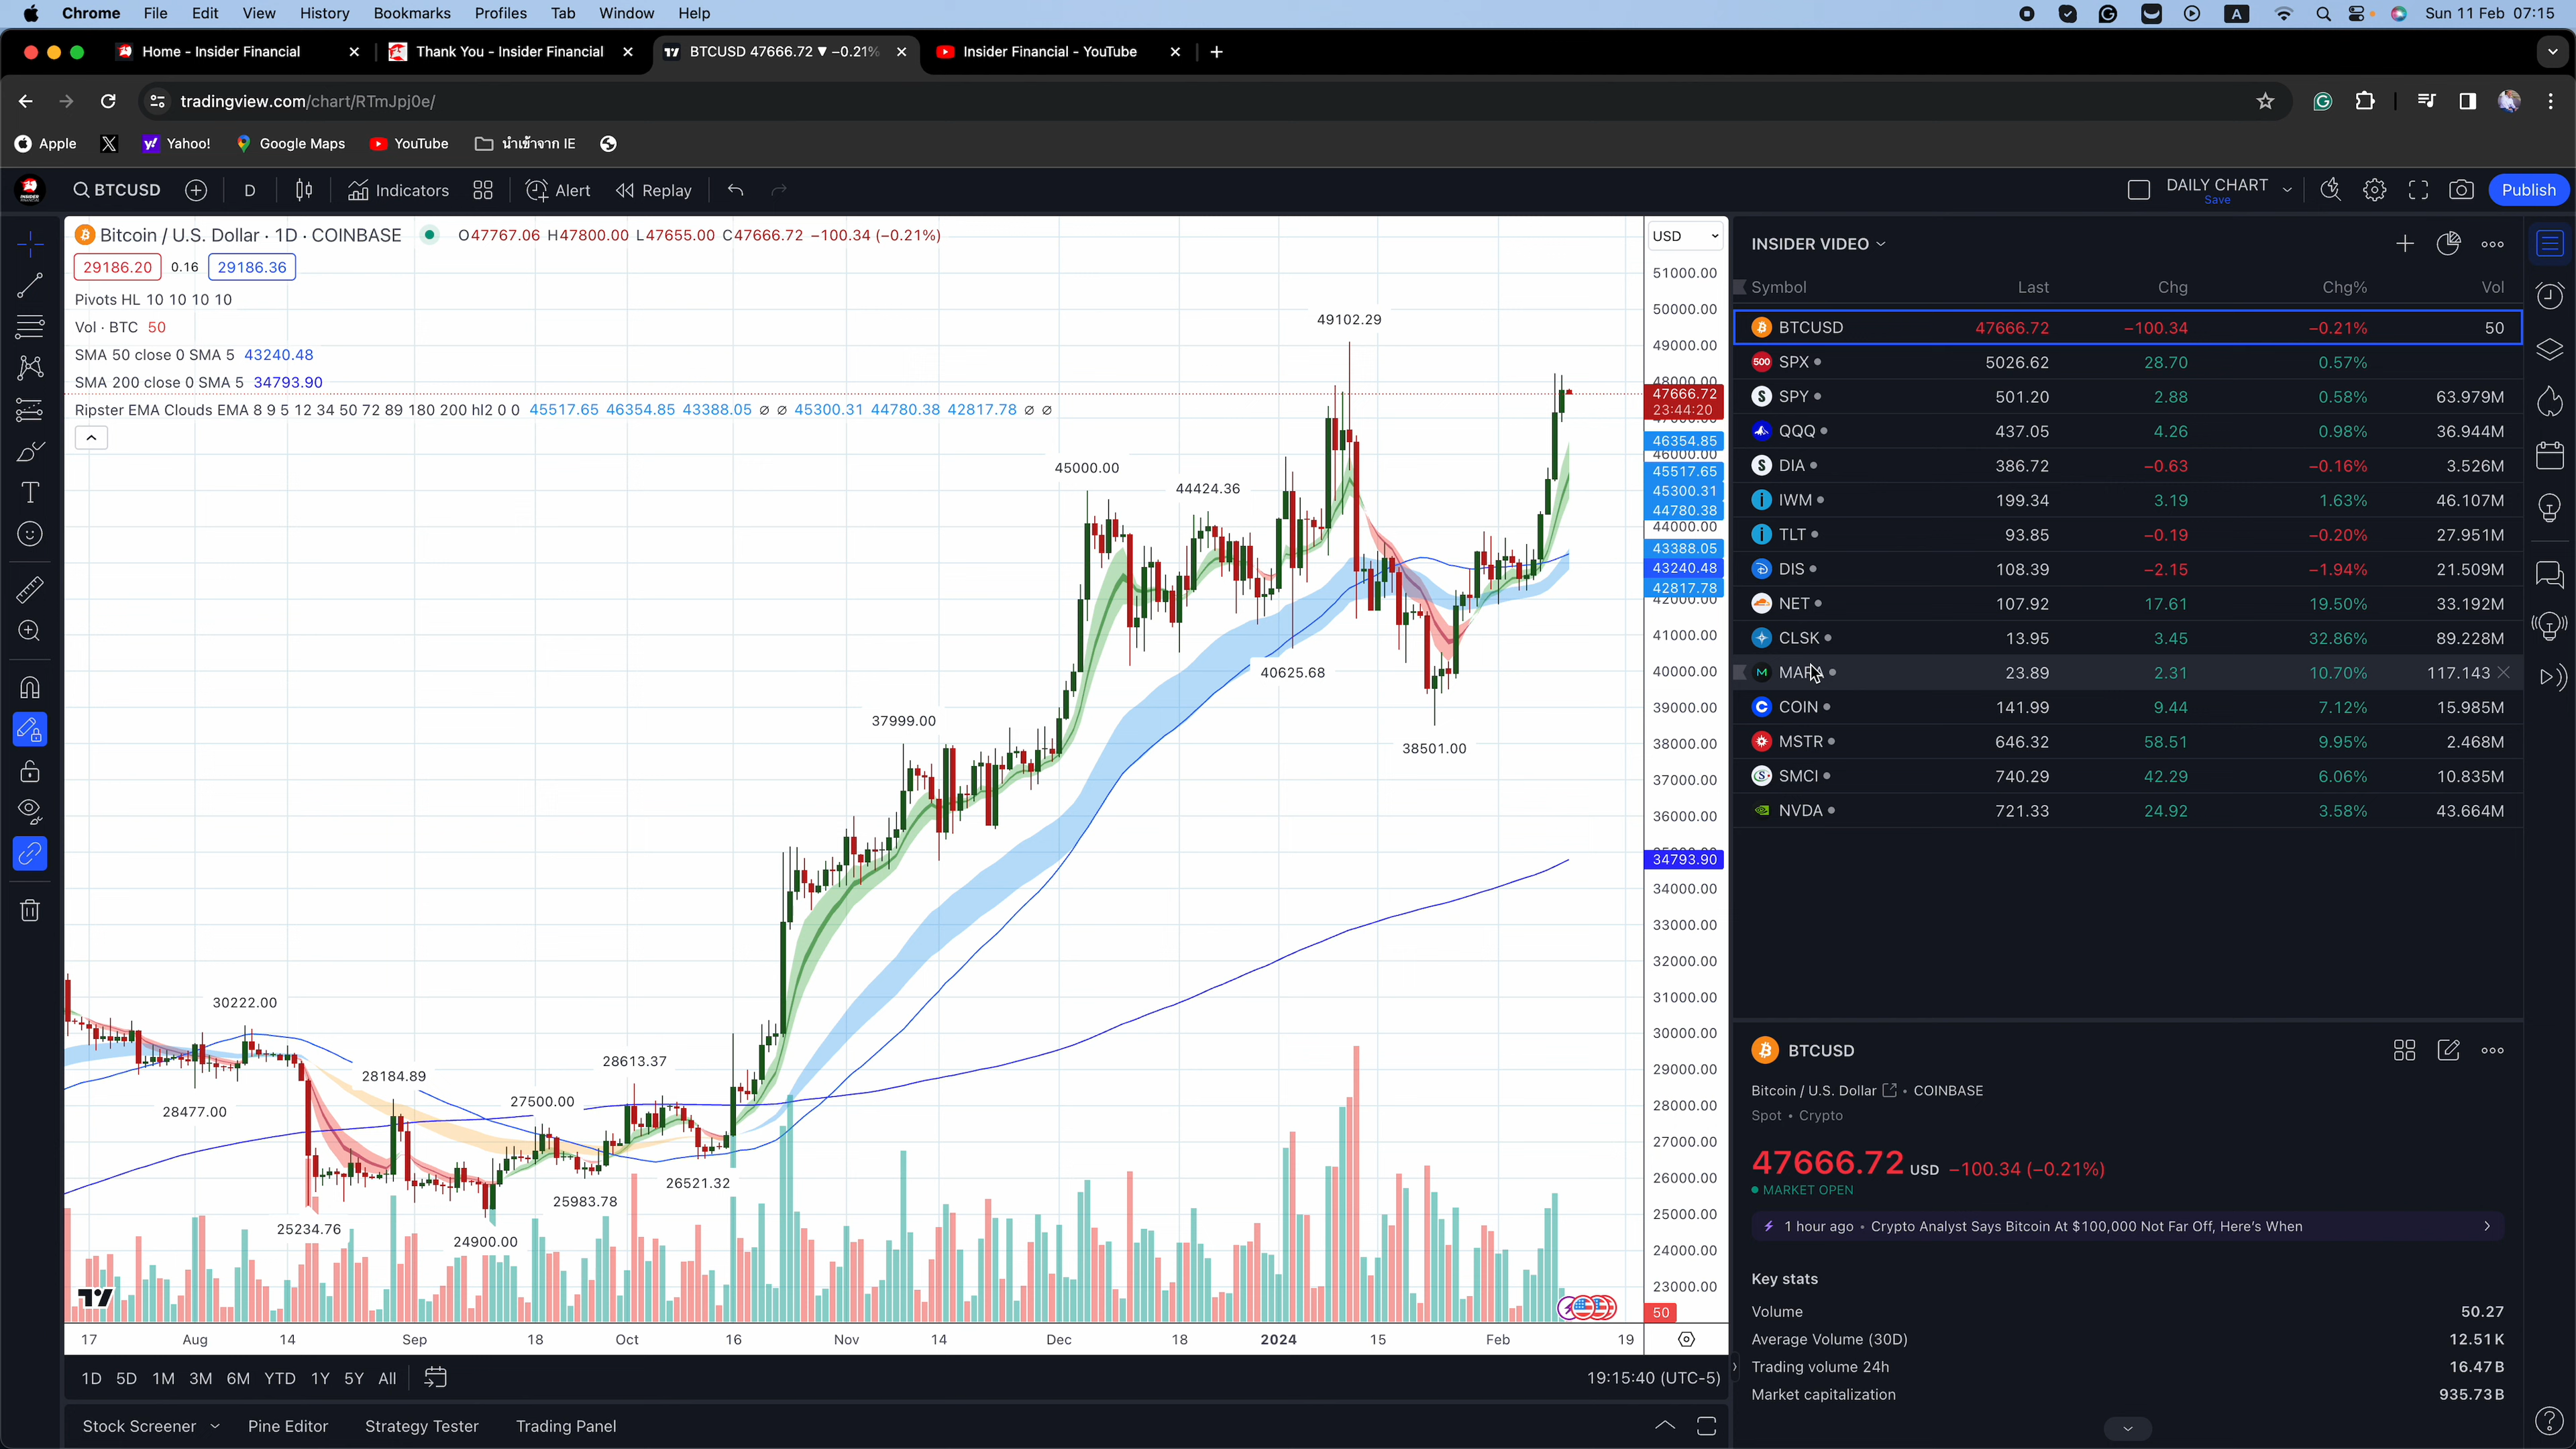 Chrome File Edit View History Bookmarks Profiles Tab Window Help A Sun 11 Feb 07:15
Home - Insider Financial Thank You - Insider Financial BTCUSD 47666.72 ▼ −0.21% Insider Financial - YouTube
tradingview.com/chart/RTmJpj0e/
Apple Yahoo! Google Maps YouTube นำเข้าจาก IE
BTCUSD D Indicators Alert Replay DAILY CHART Save Publish
Bitcoin / U.S. Dollar · 1D · COINBASE O47767.06 H47800.00 L47655.00 C47666.72 −100.34 (−0.21%)
29186.20 0.16 29186.36
Pivots HL 10 10 10 10
Vol · BTC 50
SMA 50 close 0 SMA 5 43240.48
SMA 200 close 0 SMA 5 34793.90
Ripster EMA Clouds EMA 8 9 5 12 34 50 72 89 180 200 hl2 0 0 45517.65 46354.85 43388.05 ∅ ∅ 45300.31 44780.38 42817.78 ∅ ∅
49102.29
45000.00
44424.36
40625.68
37999.00
38501.00
30222.00
28613.37
28184.89
27500.00
28477.00
26521.32
25983.78
25234.76
24900.00
USD
51000.00
50000.00
49000.00
48000.00
47666.72
23:44:20
47000.00
46354.85
46000.00
45517.65
45300.31
44780.38
44000.00
43388.05
43240.48
42817.78
42000.00
41000.00
40000.00
39000.00
38000.00
37000.00
36000.00
34793.90
34000.00
33000.00
32000.00
31000.00
30000.00
29000.00
28000.00
27000.00
26000.00
25000.00
24000.00
23000.00
50
17 Aug 14 Sep 18 Oct 16 Nov 14 Dec 18 2024 15 Feb 19
1D 5D 1M 3M 6M YTD 1Y 5Y All 19:15:40 (UTC-5)
Stock Screener Pine Editor Strategy Tester Trading Panel
INSIDER VIDEO
Symbol Last Chg Chg% Vol
BTCUSD 47666.72 −100.34 −0.21% 50
SPX 5026.62 28.70 0.57%
SPY 501.20 2.88 0.58% 63.979M
QQQ 437.05 4.26 0.98% 36.944M
DIA 386.72 −0.63 −0.16% 3.526M
IWM 199.34 3.19 1.63% 46.107M
TLT 93.85 −0.19 −0.20% 27.951M
DIS 108.39 −2.15 −1.94% 21.509M
NET 107.92 17.61 19.50% 33.192M
CLSK 13.95 3.45 32.86% 89.228M
MARA 23.89 2.31 10.70% 117.143
COIN 141.99 9.44 7.12% 15.985M
MSTR 646.32 58.51 9.95% 2.468M
SMCI 740.29 42.29 6.06% 10.835M
NVDA 721.33 24.92 3.58% 43.664M
BTCUSD
Bitcoin / U.S. Dollar • COINBASE
Spot • Crypto
47666.72 USD −100.34 (−0.21%)
MARKET OPEN
1 hour ago • Crypto Analyst Says Bitcoin At $100,000 Not Far Off, Here's When
Key stats
Volume 50.27
Average Volume (30D) 12.51K
Trading volume 24h 16.47B
Market capitalization 935.73B